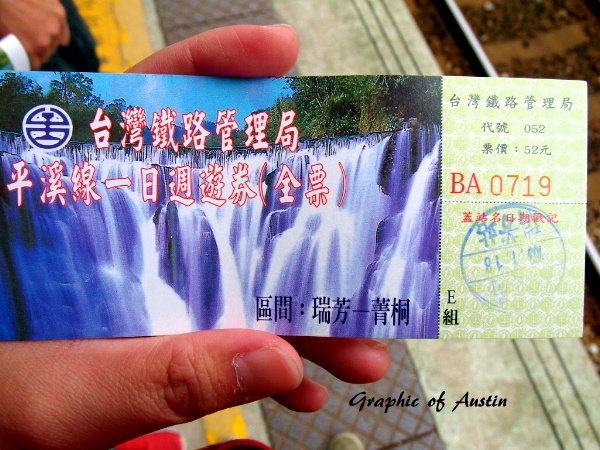 台灣鐵路管理局
平溪線一日週遊券(全票)
區間：瑞芳－菁桐
台灣鐵路管理局
代號 052
票價：52元
BA 0719
蓋站名日期戳記
E
組
Graphic of Austin